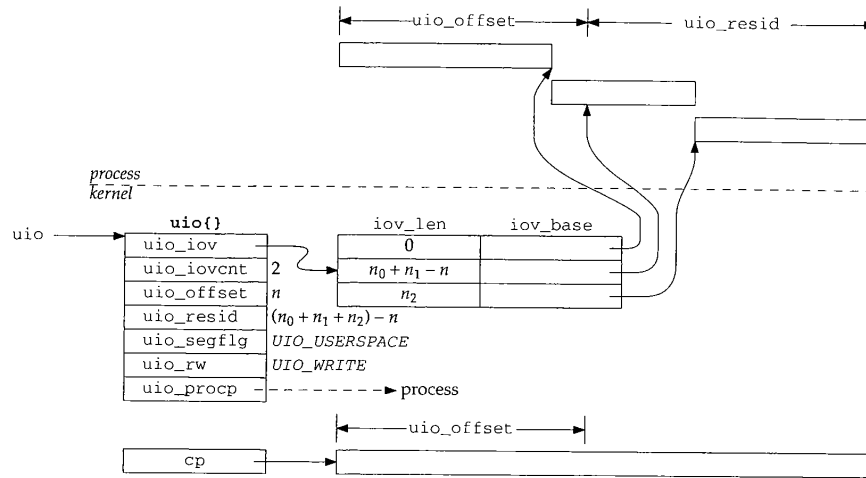 uio_offset uio_resid
process
kernel
uio{} iov_len iov_base
uio uio_iov 0
uio_iovcnt 2 n₀ + n₁ − n
uio_offset n n₂
uio_resid (n₀ + n₁ + n₂) − n
uio_segflg UIO_USERSPACE
uio_rw UIO_WRITE
uio_procp process
uio_offset
cp